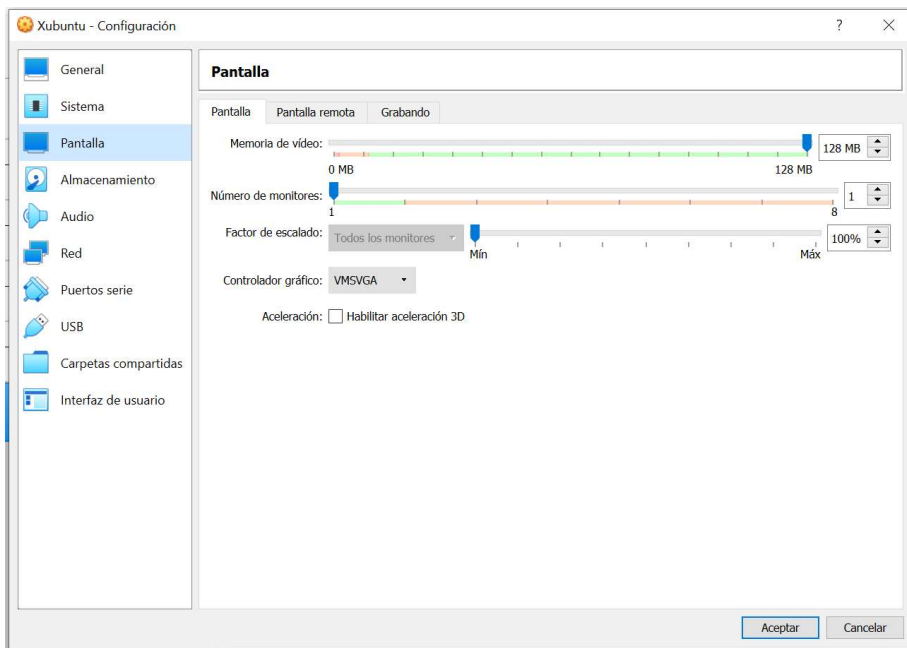 Xubuntu - Configuración
?
General
Sistema
Pantalla
Almacenamiento
Audio
Red
Puertos serie
USB
Carpetas compartidas
Interfaz de usuario
Pantalla
Pantalla Pantalla remota Grabando
Memoria de vídeo: 128 MB
0 MB 128 MB
Número de monitores: 1
1 8
Factor de escalado: Todos los monitores 100%
Mín Máx
Controlador gráfico: VMSVGA
Aceleración: Habilitar aceleración 3D
Aceptar Cancelar